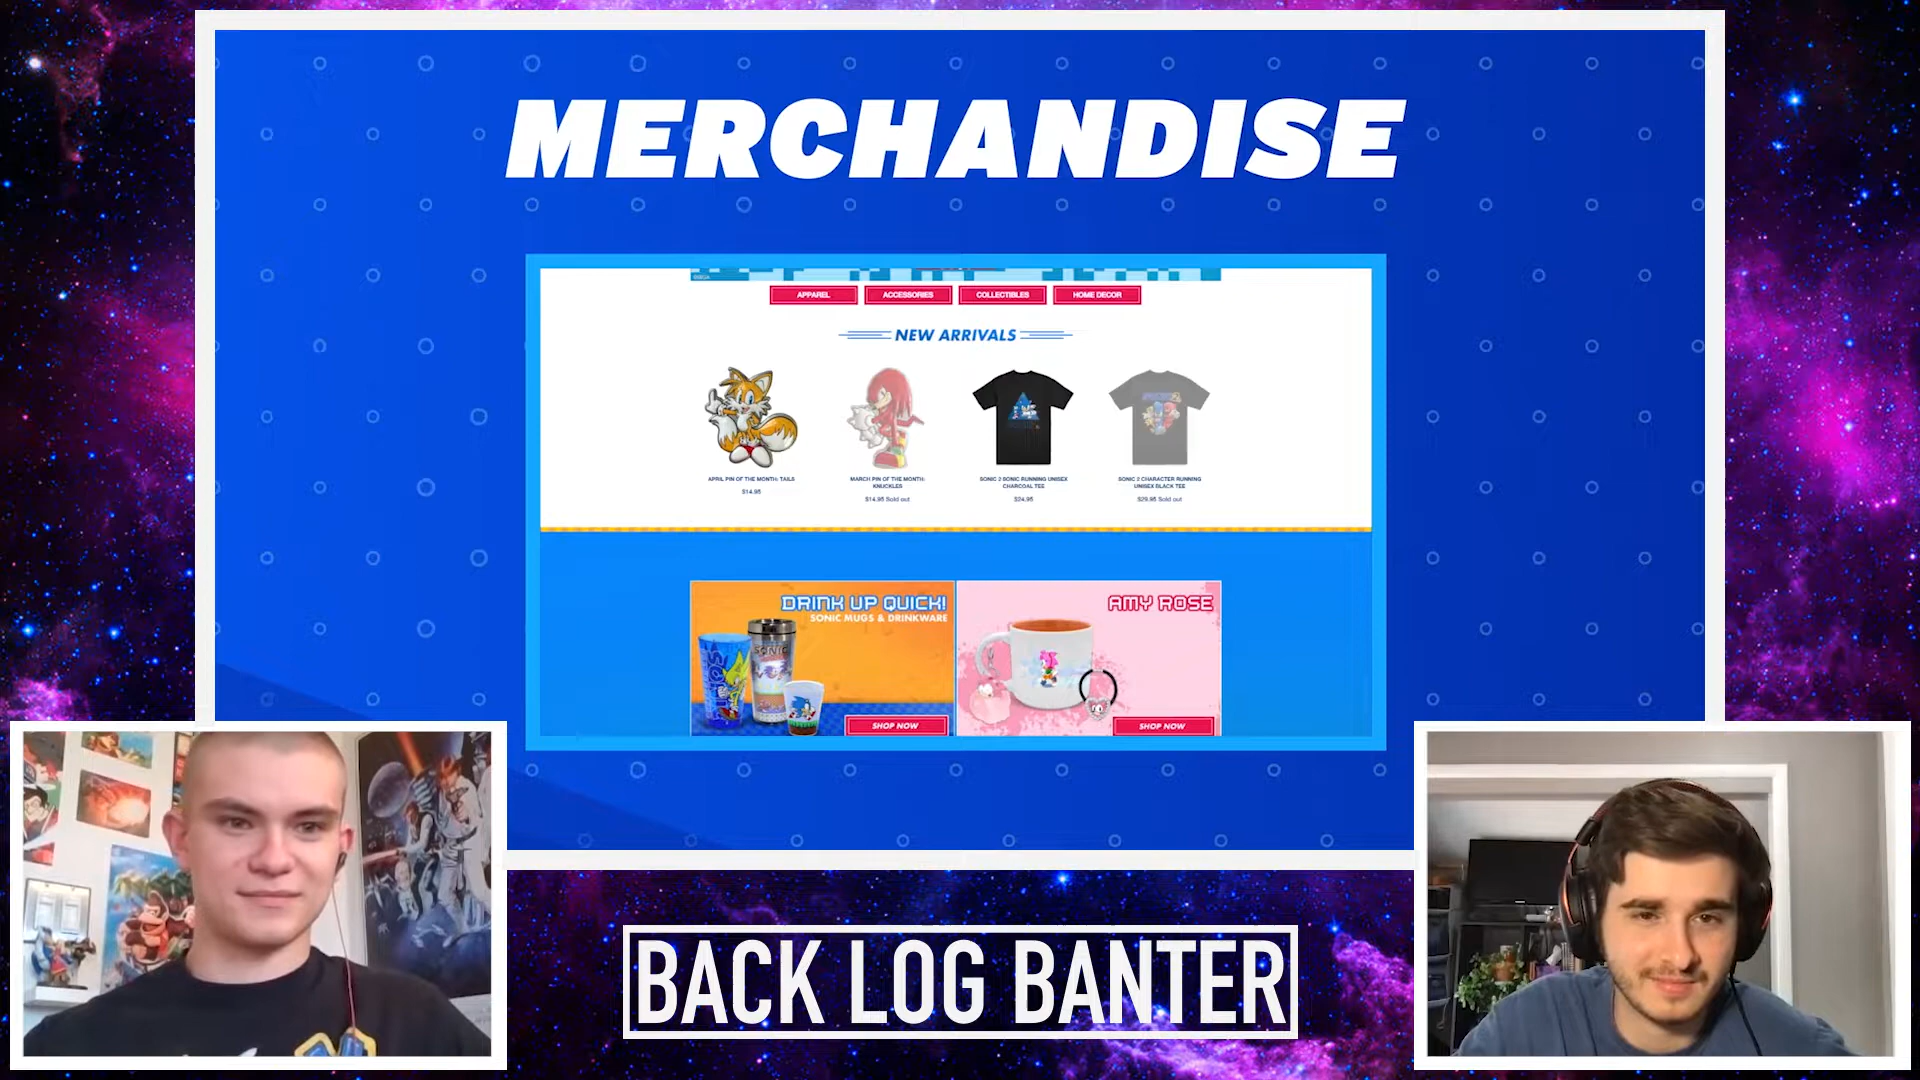 MERCHANDISE
APPAREL
ACCESSORIES
COLLECTIBLES
HOME DECOR
NEW ARRIVALS
APRIL PIN OF THE MONTH: TAILS
$14.95
MARCH PIN OF THE MONTH:
KNUCKLES
$14.95 Sold out
SONIC 2 SONIC RUNNING UNISEX
CHARCOAL TEE
$24.95
SONIC 2 CHARACTER RUNNING
UNISEX BLACK TEE
$29.95 Sold out
DRINK UP QUICK!
SONIC MUGS & DRINKWARE
SONIC
SONIC
SHOP NOW
AMY ROSE
SHOP NOW
BACK LOG BANTER